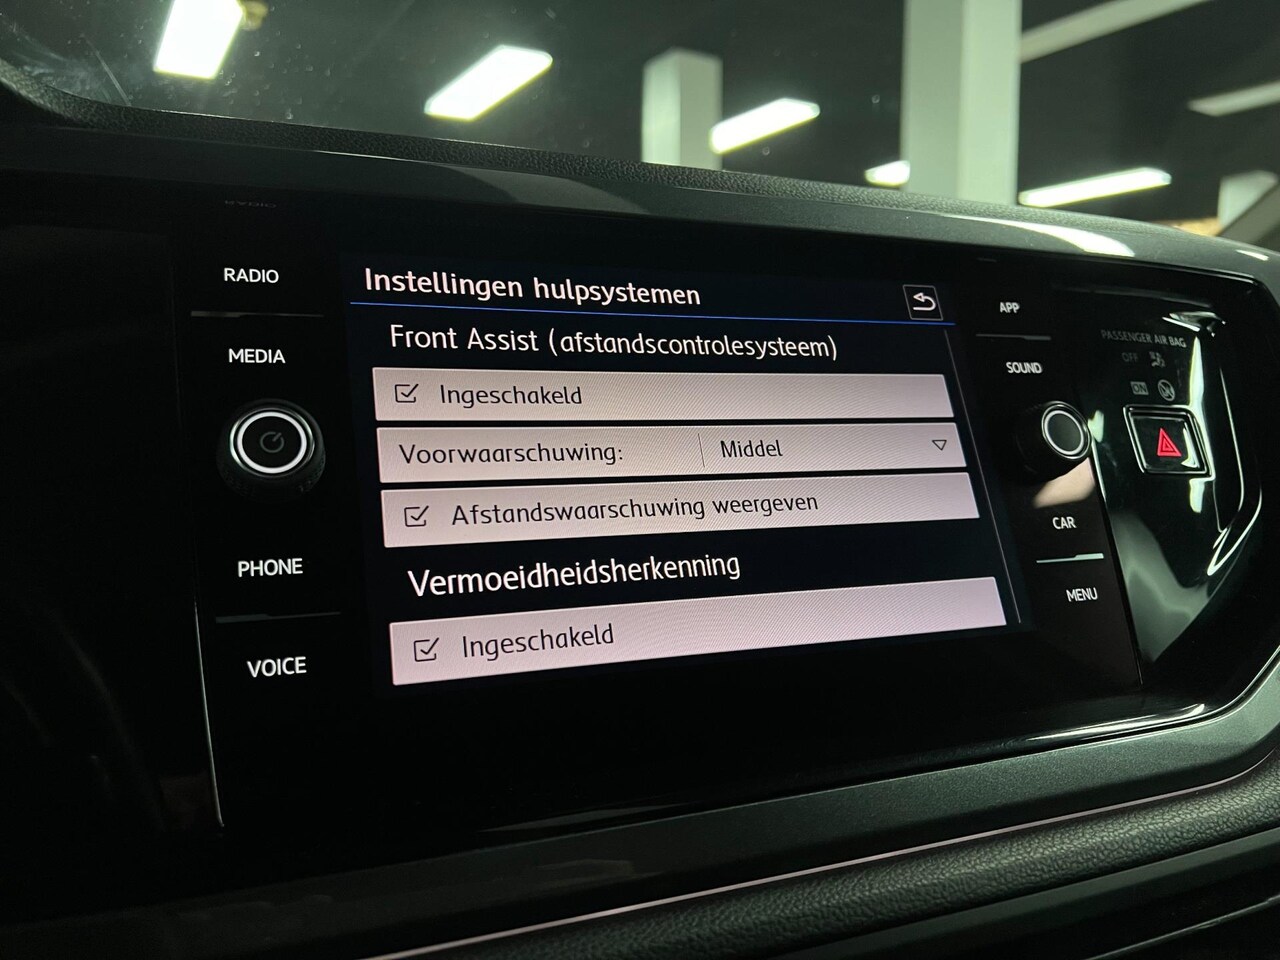 RADIO
MEDIA
PHONE
VOICE
Instellingen hulpsystemen
Front Assist (afstandscontrolesysteem)
Ingeschakeld
Voorwaarschuwing: Middel
Afstandswaarschuwing weergeven
Vermoeidheidsherkenning
Ingeschakeld
APP
SOUND
CAR
MENU
PASSENGER AIR BAG
OFF
ON